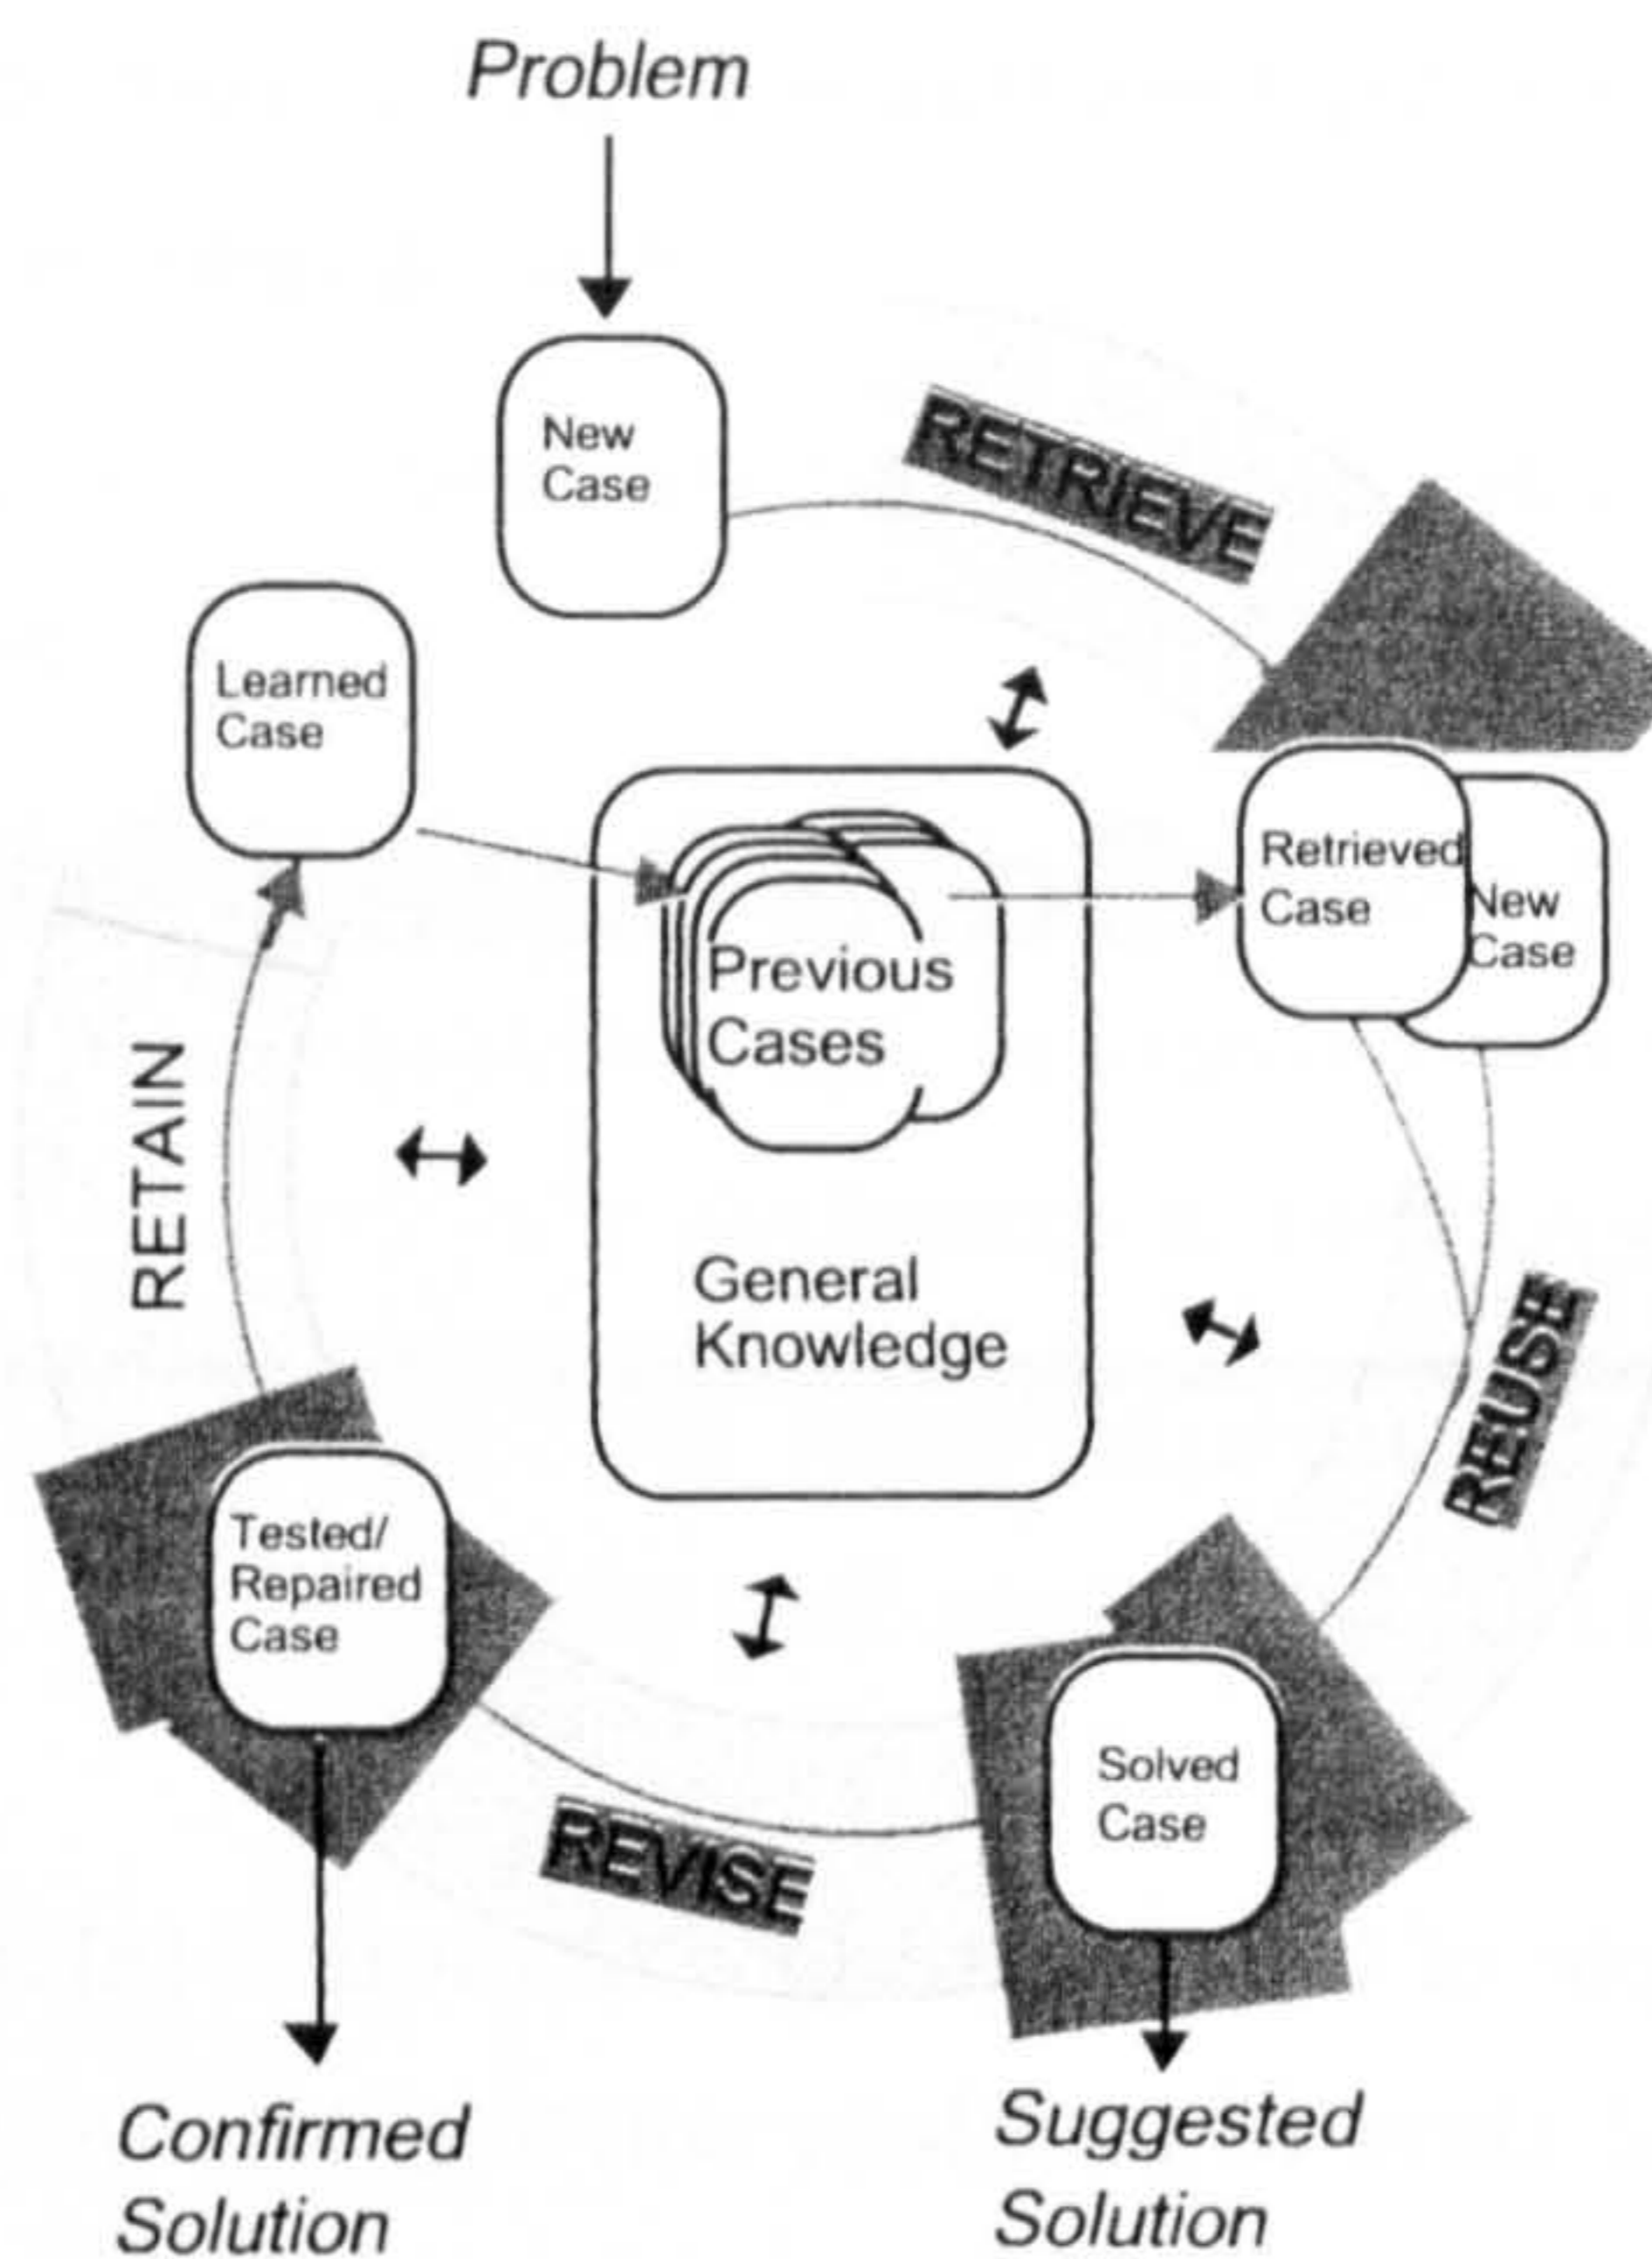 Problem
New
Case
RETRIEVE
Learned
Case
Retrieved
Case
New
Case
Previous
Cases
RETAIN
General
Knowledge
REUSE
Tested/
Repaired
Case
Solved
Case
REVISE
Confirmed
Solution
Suggested
Solution